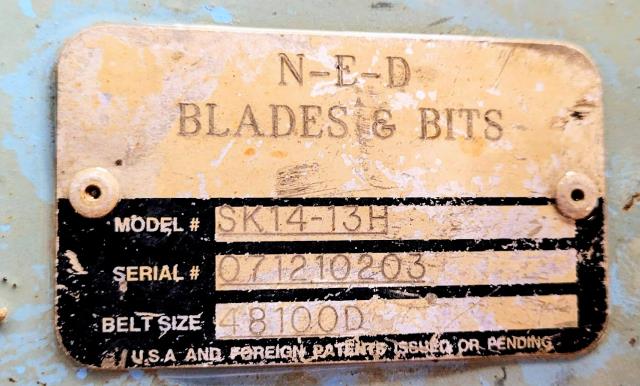 N-E-D
BLADES & BITS
MODEL # SK14-13H
SERIAL # 071210203
BELT SIZE 48100D
U.S.A AND FOREIGN PATENTS ISSUED OR PENDING